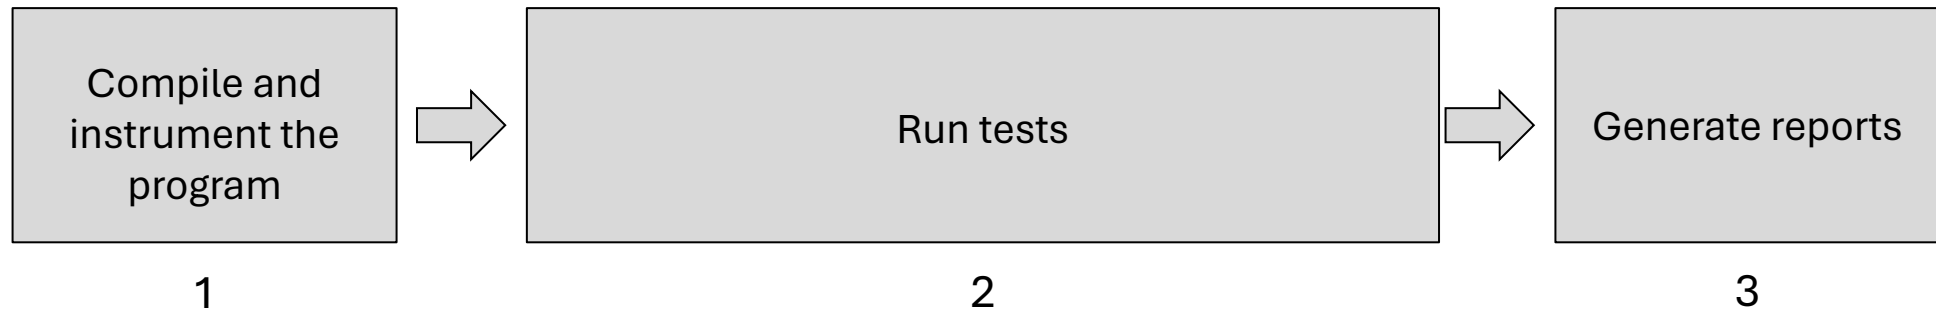 Compile and
instrument the
program
Run tests
Generate reports
1
2
3